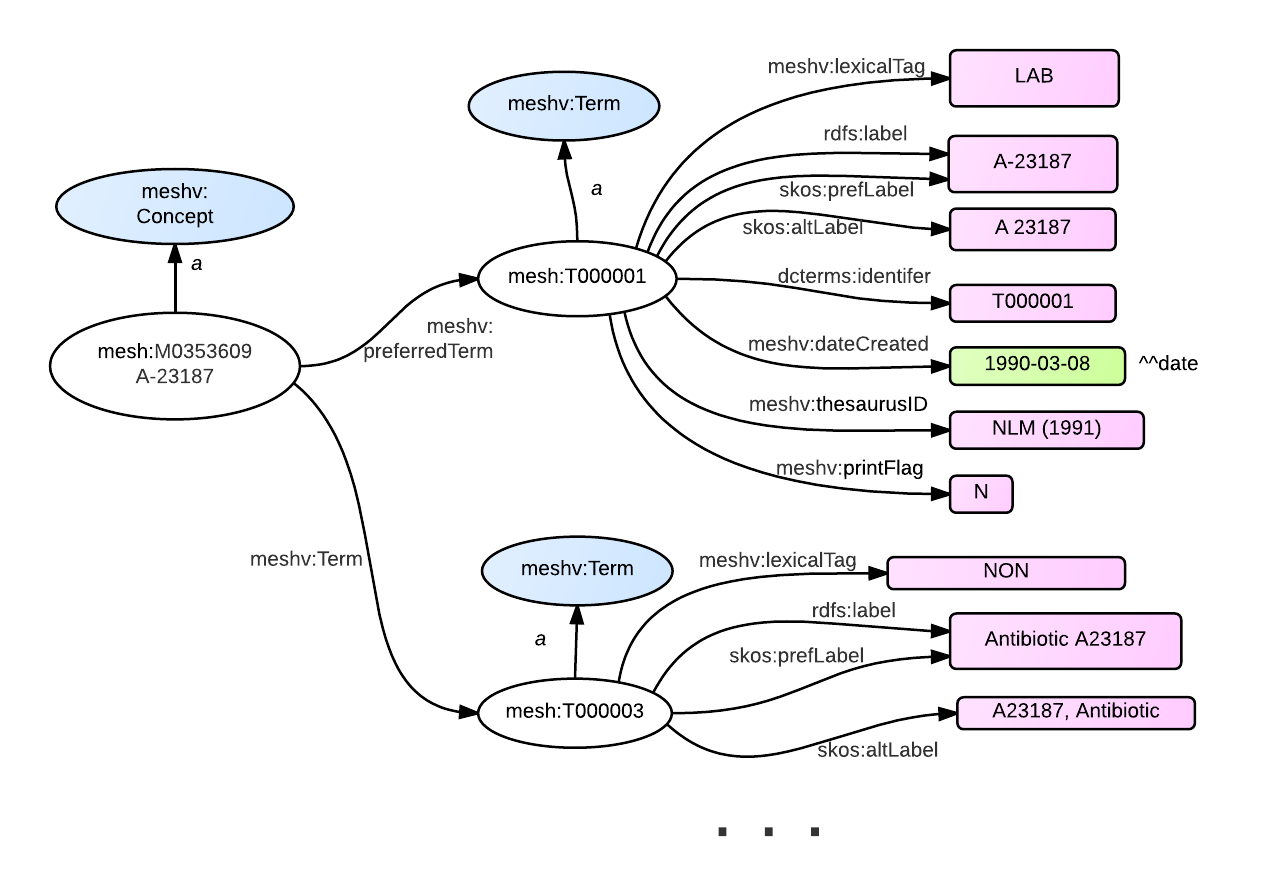 meshv:lexicalTag
LAB
meshv:Term
rdfs:label
A-23187
skos:prefLabel
a
meshv:
Concept
skos:altLabel
A 23187
a
mesh:T000001
dcterms:identifer
T000001
meshv:
preferredTerm
meshv:dateCreated
1990-03-08
^^date
mesh:M0353609
A-23187
meshv:thesaurusID
NLM (1991)
meshv:printFlag
N
meshv:Term
meshv:Term
meshv:lexicalTag
NON
a
rdfs:label
Antibiotic A23187
skos:prefLabel
mesh:T000003
A23187, Antibiotic
skos:altLabel
. . .